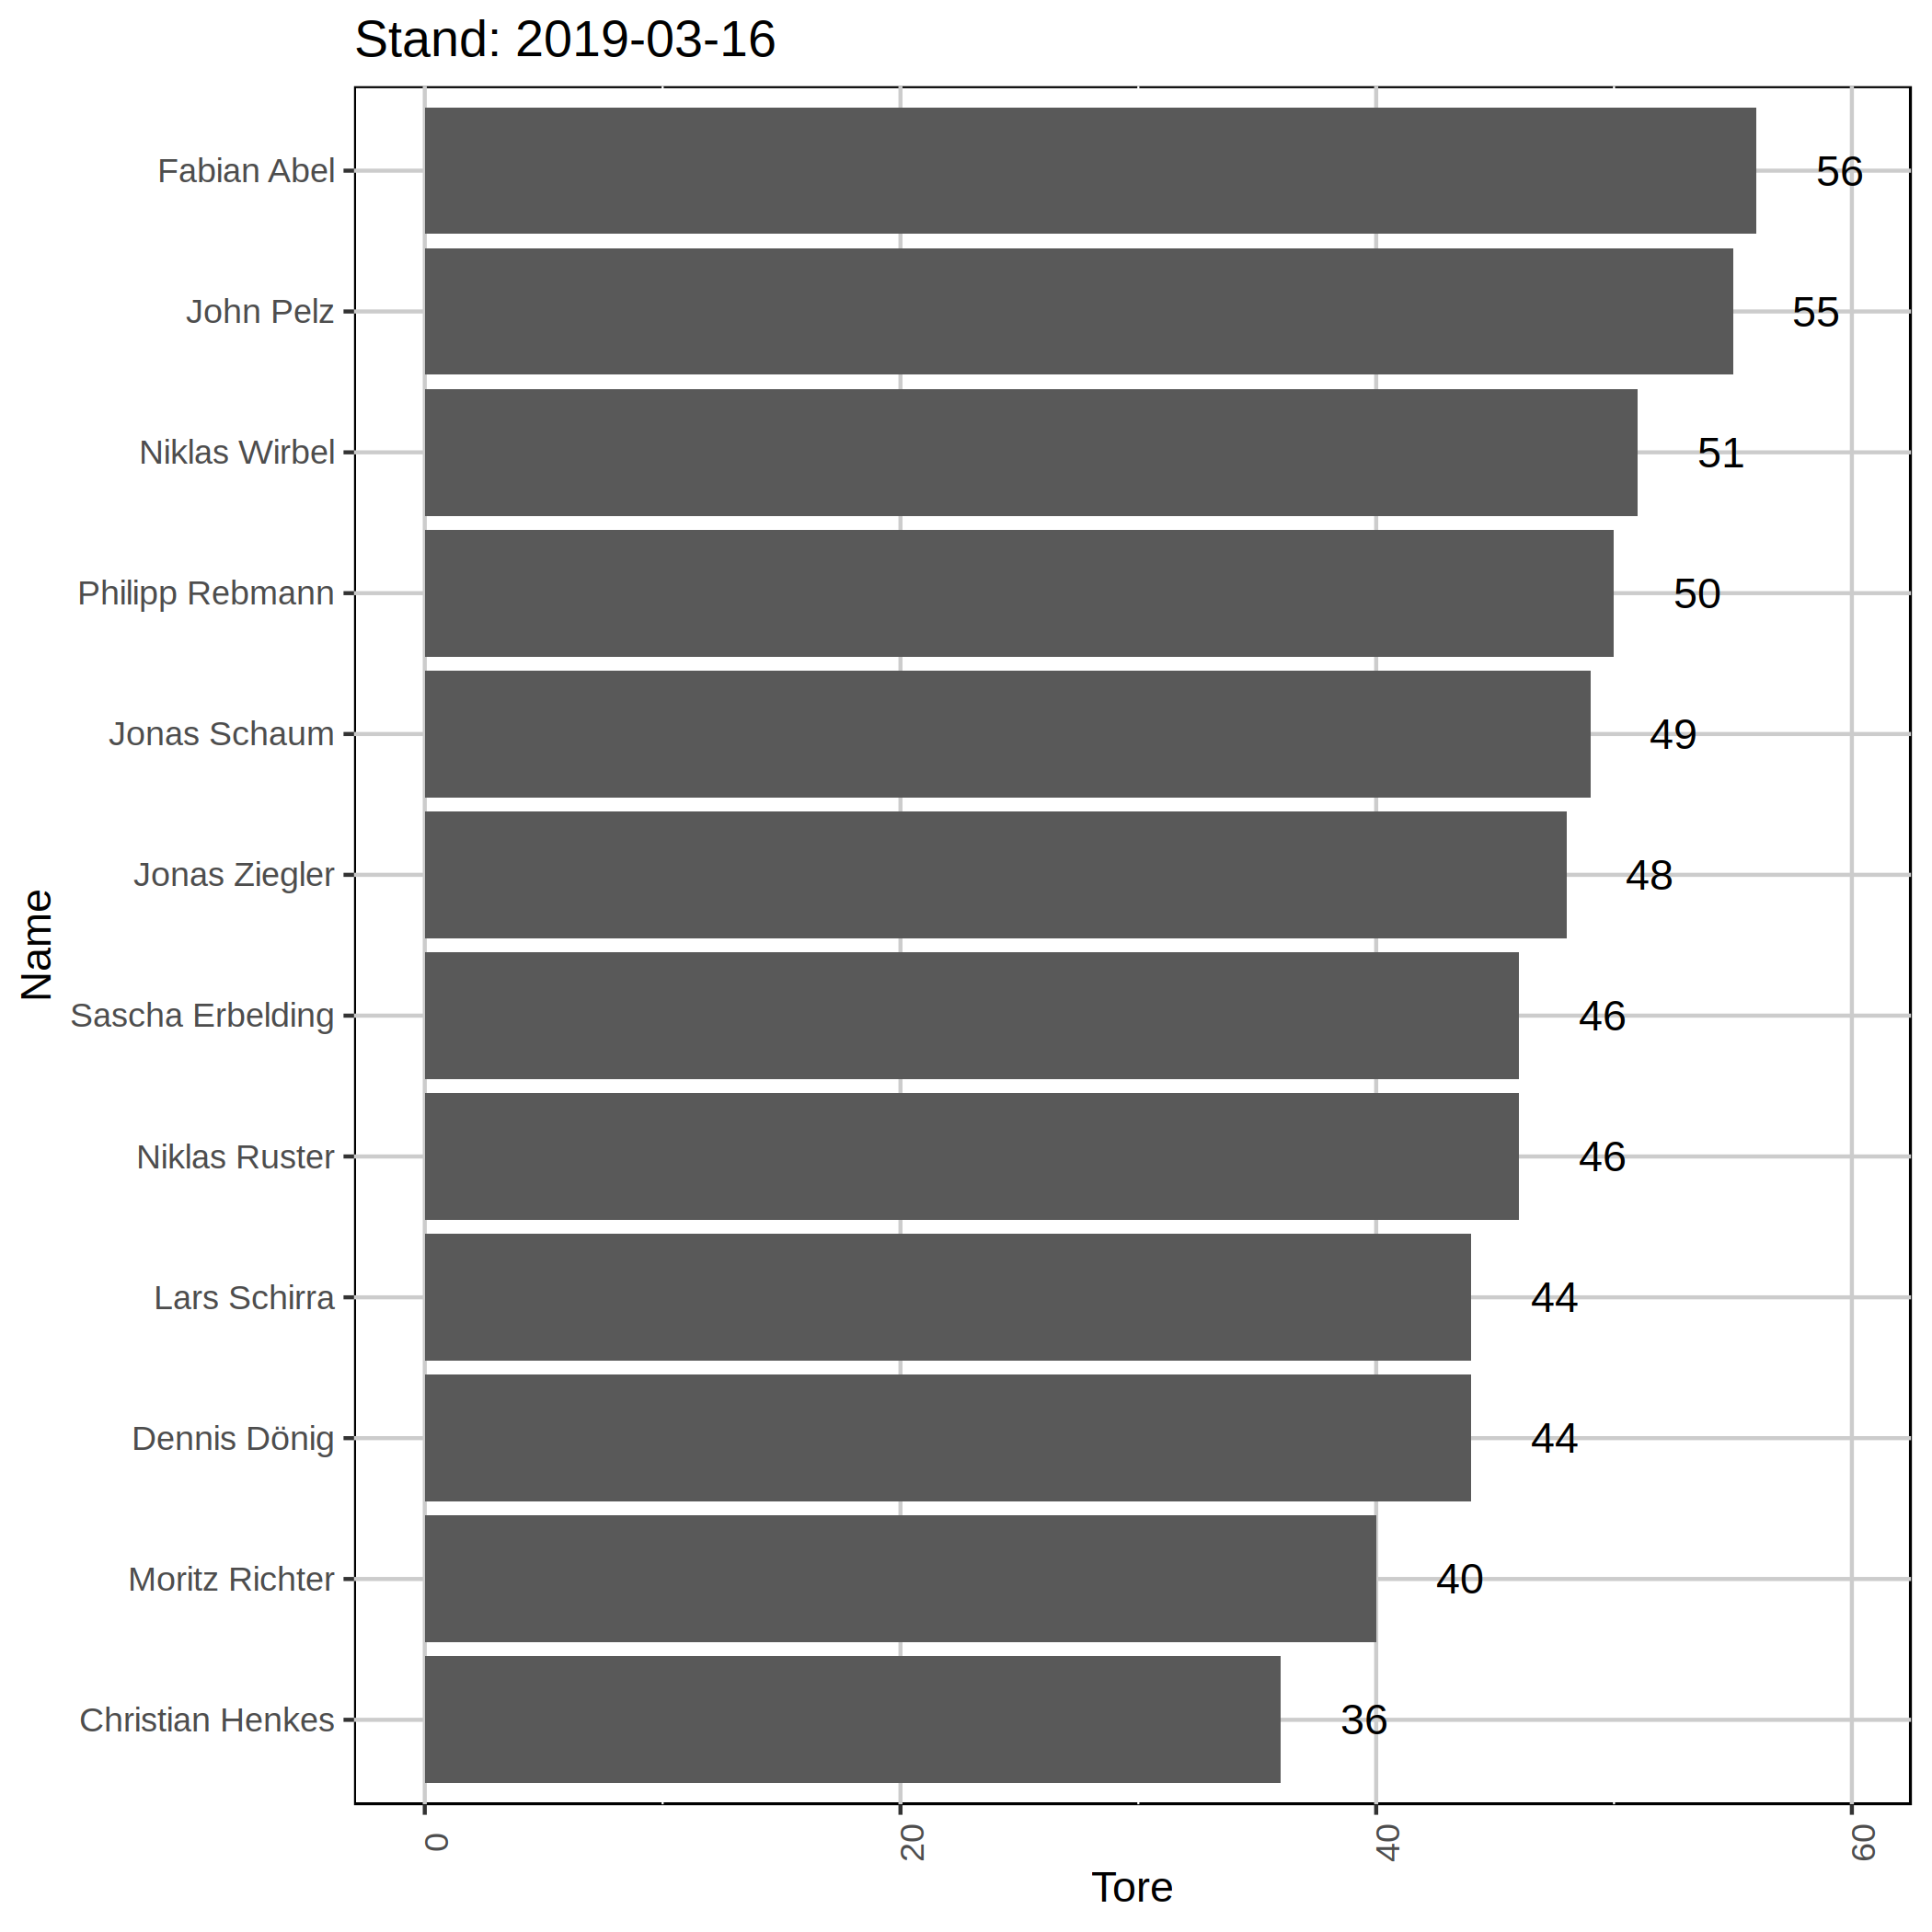 Stand: 2019-03-16
Name
Fabian Abel 56
John Pelz 55
Niklas Wirbel 51
Philipp Rebmann 50
Jonas Schaum 49
Jonas Ziegler 48
Sascha Erbelding 46
Niklas Ruster 46
Lars Schirra 44
Dennis Dönig 44
Moritz Richter 40
Christian Henkes 36
0 20 40 60
Tore